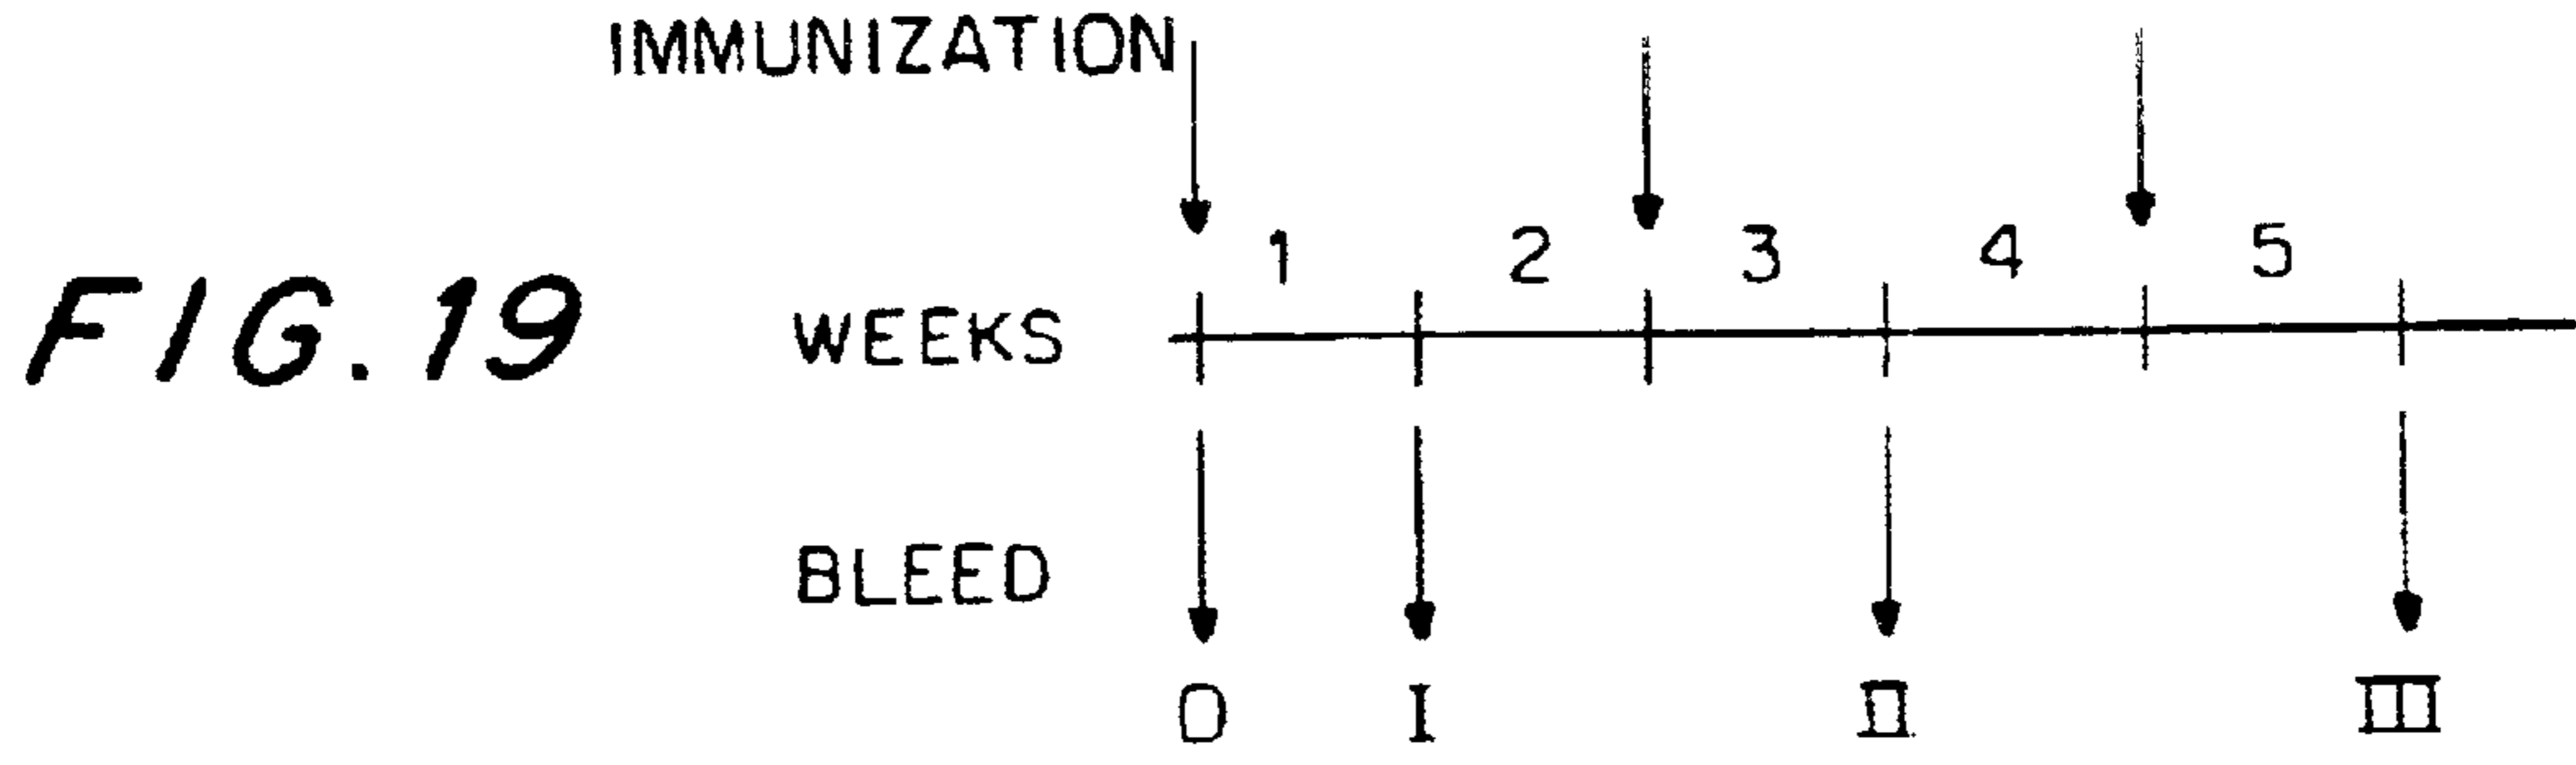 IMMUNIZATION
1 2 3 4 5
FIG. 19 WEEKS
BLEED
0 I II III